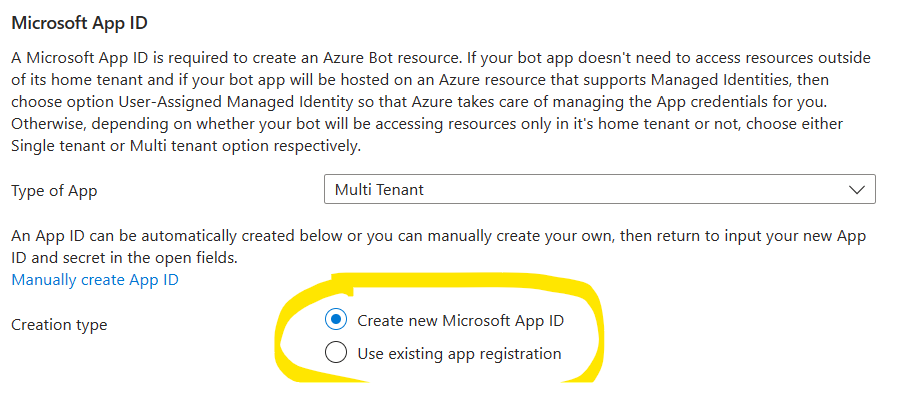 Microsoft App ID
A Microsoft App ID is required to create an Azure Bot resource. If your bot app doesn't need to access resources outside
of its home tenant and if your bot app will be hosted on an Azure resource that supports Managed Identities, then
choose option User-Assigned Managed Identity so that Azure takes care of managing the App credentials for you.
Otherwise, depending on whether your bot will be accessing resources only in it's home tenant or not, choose either
Single tenant or Multi tenant option respectively.
Type of App
Multi Tenant
An App ID can be automatically created below or you can manually create your own, then return to input your new App
ID and secret in the open fields.
Manually create App ID
Creation type
Create new Microsoft App ID
Use existing app registration